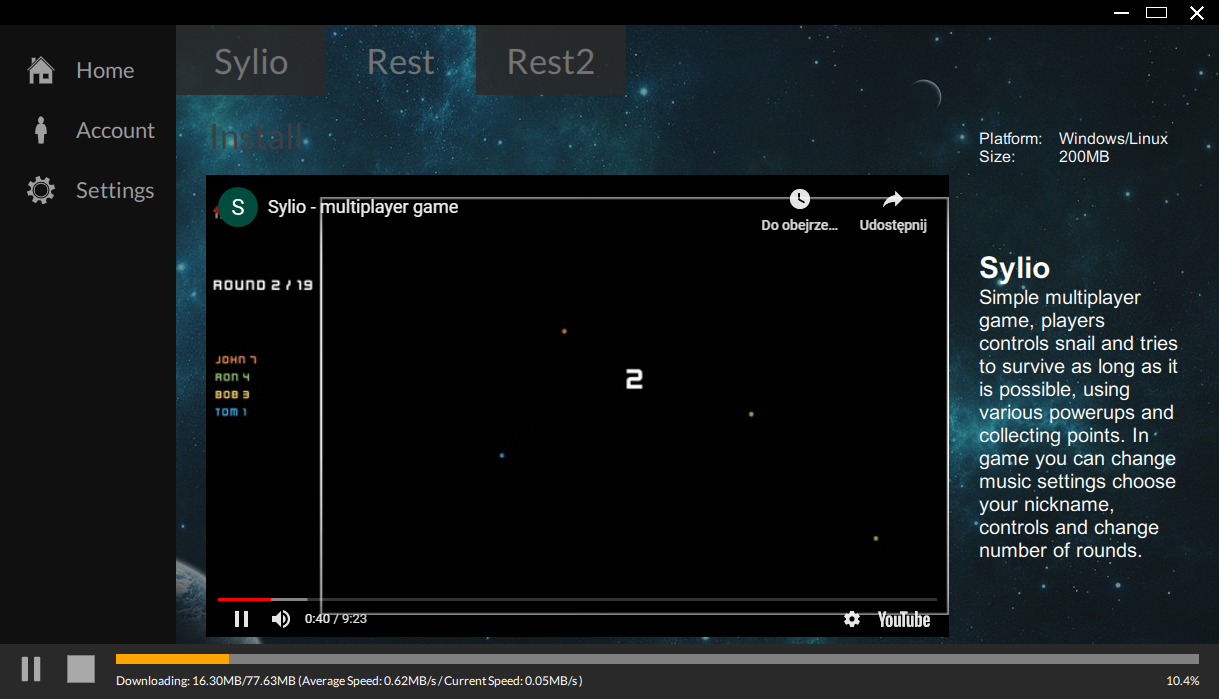 Home
Account
Settings
Sylio
Rest
Rest2
Install
Platform: Windows/Linux
Size: 200MB
S
Sylio - multiplayer game
Do obejrze...
Udostępnij
ROUND 2 / 19
JOHN 7
RON 4
BOB 3
TOM 1
2
0:40 / 9:23
YouTube
Sylio
Simple multiplayer
game, players
controls snail and tries
to survive as long as it
is possible, using
various powerups and
collecting points. In
game you can change
music settings choose
your nickname,
controls and change
number of rounds.
Downloading: 16.30MB/77.63MB (Average Speed: 0.62MB/s / Current Speed: 0.05MB/s )
10.4%